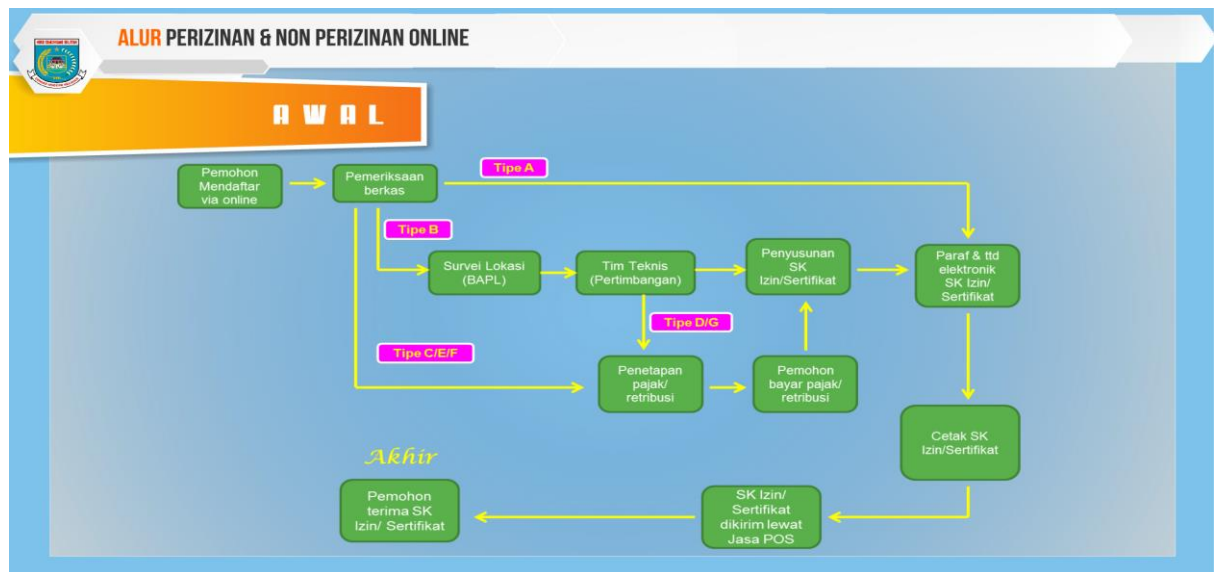 ALUR PERIZINAN & NON PERIZINAN ONLINE
AWAL
Pemohon
Mendaftar
via online
Pemeriksaan
berkas
Tipe A
Tipe B
Survei Lokasi
(BAPL)
Tim Teknis
(Pertimbangan)
Penyusunan
SK
Izin/Sertifikat
Paraf & ttd
elektronik
SK Izin/
Sertifikat
Tipe D/G
Tipe C/E/F
Penetapan
pajak/
retribusi
Pemohon
bayar pajak/
retribusi
Cetak SK
Izin/Sertifikat
Akhir
Pemohon
terima SK
Izin/ Sertifikat
SK Izin/
Sertifikat
dikirim lewat
Jasa POS